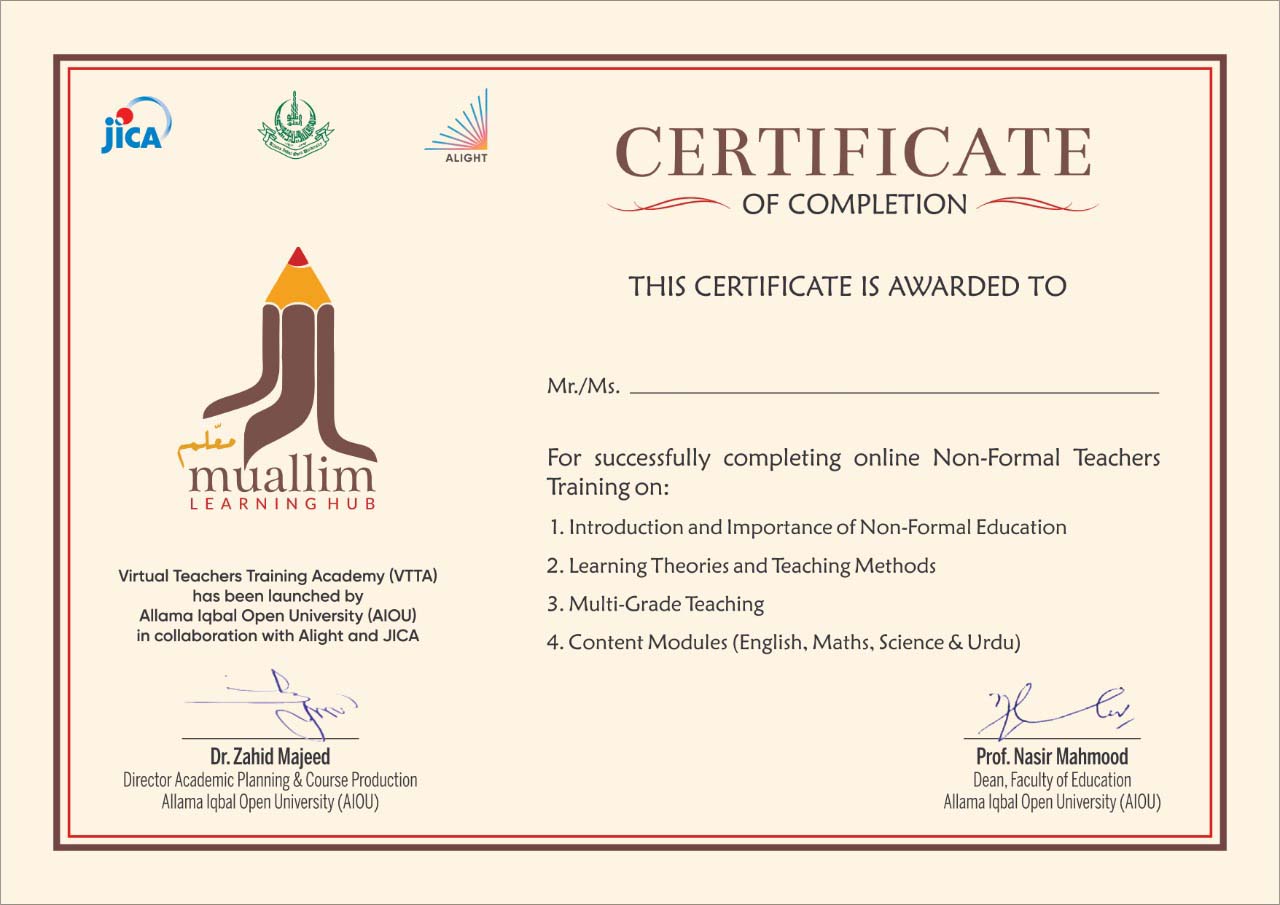 JICA
Allama Iqbal Open University
ALIGHT
CERTIFICATE
OF COMPLETION
THIS CERTIFICATE IS AWARDED TO
Mr./Ms.
معلّم
muallim
LEARNING HUB
For successfully completing online Non-Formal Teachers
Training on:
1. Introduction and Importance of Non-Formal Education
2. Learning Theories and Teaching Methods
3. Multi-Grade Teaching
4. Content Modules (English, Maths, Science & Urdu)
Virtual Teachers Training Academy (VTTA)
has been launched by
Allama Iqbal Open University (AIOU)
in collaboration with Alight and JICA
Dr. Zahid Majeed
Director Academic Planning & Course Production
Allama Iqbal Open University (AIOU)
Prof. Nasir Mahmood
Dean, Faculty of Education
Allama Iqbal Open University (AIOU)